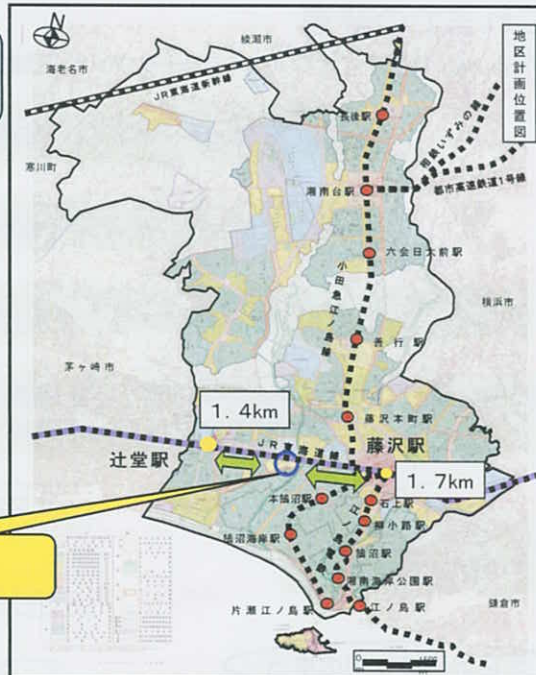 地区計画位置図
綾瀬市
海老名市
JR東海道新幹線
寒川町
長後駅
相鉄いずみ野線
湘南台駅
都市高速鉄道1号線
六会日大前駅
小田急江ノ島線
横浜市
善行駅
茅ヶ崎市
藤沢本町駅
1.4km
JR東海道線
藤沢駅
辻堂駅
1.7km
本鵠沼駅
石上駅
柳小路駅
鵠沼海岸駅
鵠沼駅
湘南海岸公園駅
片瀬江ノ島駅
江ノ島駅
鎌倉市